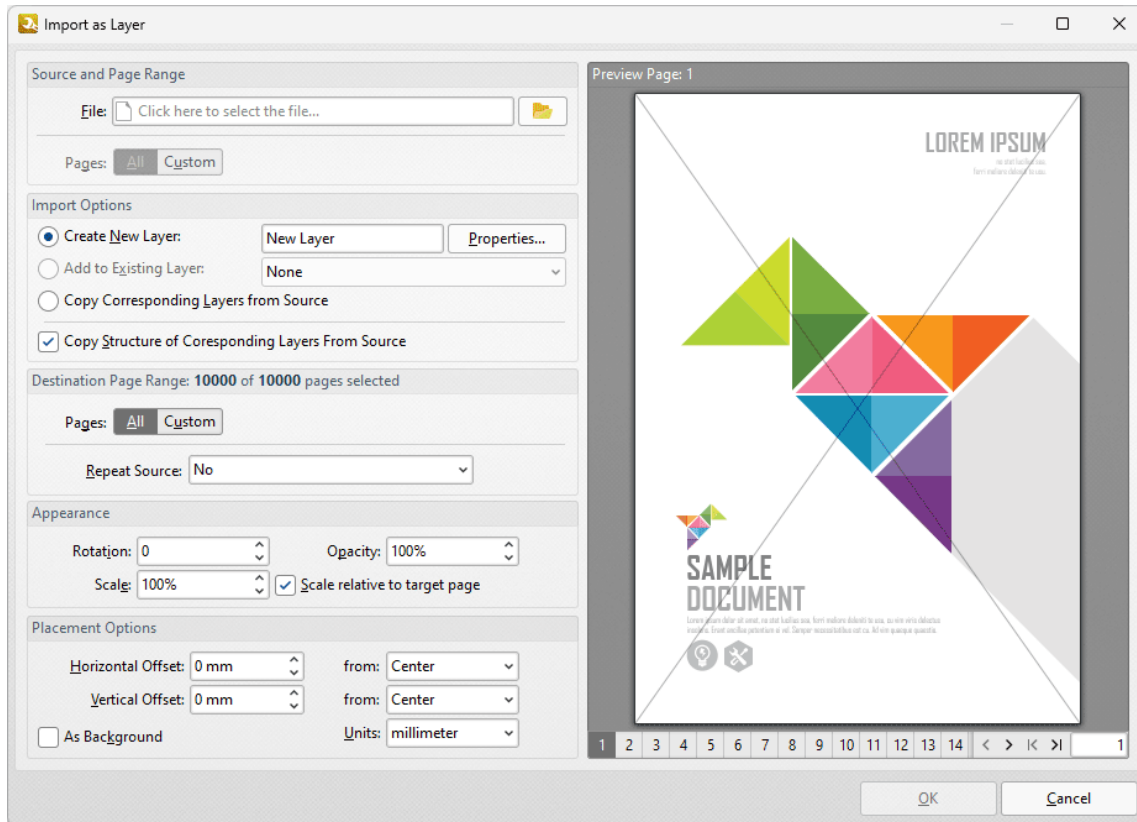 Import as Layer
Source and Page Range
File: Click here to select the file...
Pages: All Custom
Import Options
Create New Layer: New Layer Properties...
Add to Existing Layer: None
Copy Corresponding Layers from Source
Copy Structure of Coresponding Layers From Source
Destination Page Range: 10000 of 10000 pages selected
Pages: All Custom
Repeat Source: No
Appearance
Rotation: 0 Opacity: 100%
Scale: 100% Scale relative to target page
Placement Options
Horizontal Offset: 0 mm from: Center
Vertical Offset: 0 mm from: Center
As Background Units: millimeter
Preview Page: 1
LOREM IPSUM
SAMPLE
DOCUMENT
1 2 3 4 5 6 7 8 9 10 11 12 13 14 1
OK Cancel